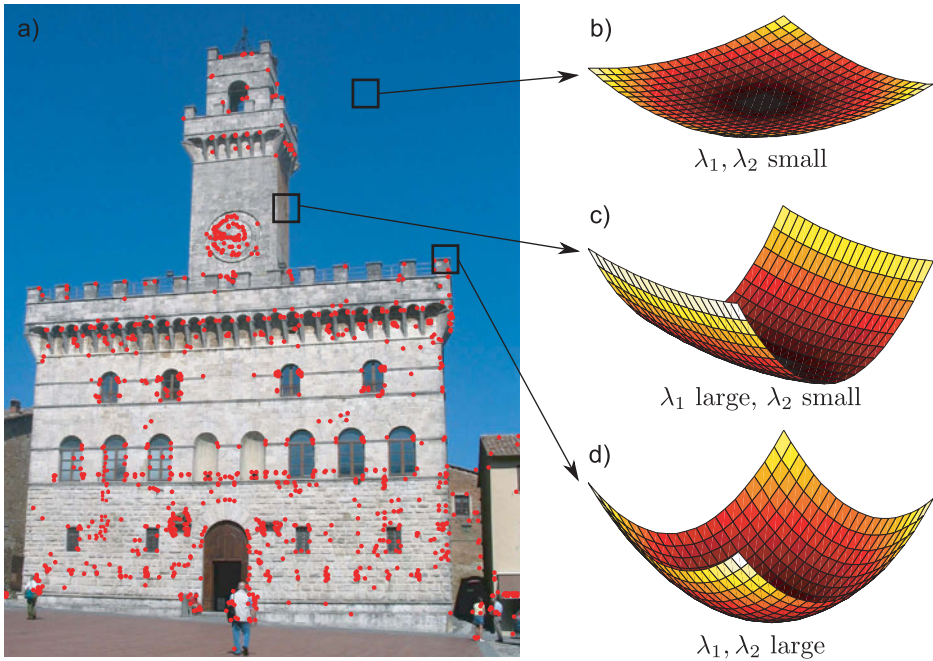 a)
b)
λ₁, λ₂ small
c)
λ₁ large, λ₂ small
d)
λ₁, λ₂ large